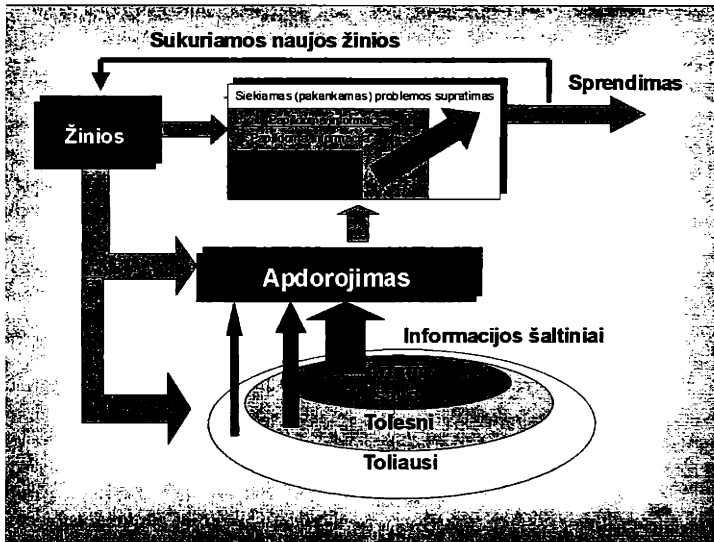 Sukuriamos naujos žinios
Sprendimas
Siekiamas (pakankamas) problemos supratimas
Žinios
Apdorojimas
Informacijos šaltiniai
Tolesni
Toliausi